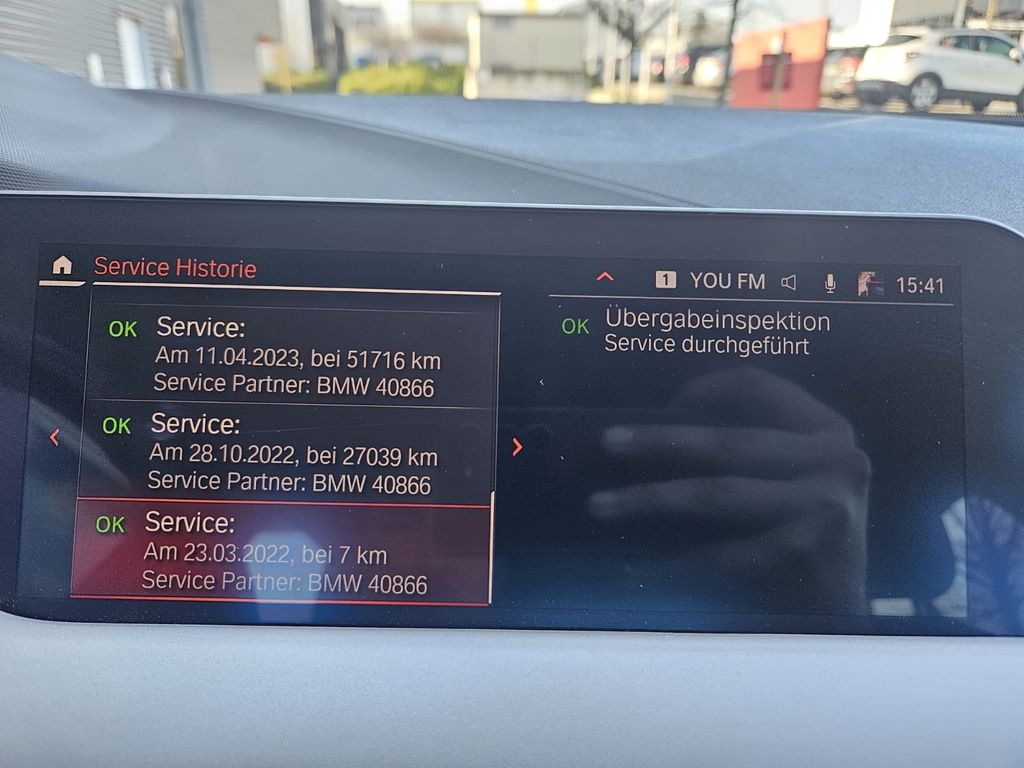 Service Historie
1 YOU FM 15:41
OK Service:
Am 11.04.2023, bei 51716 km
Service Partner: BMW 40866
OK Service:
Am 28.10.2022, bei 27039 km
Service Partner: BMW 40866
OK Service:
Am 23.03.2022, bei 7 km
Service Partner: BMW 40866
OK Übergabeinspektion
Service durchgeführt